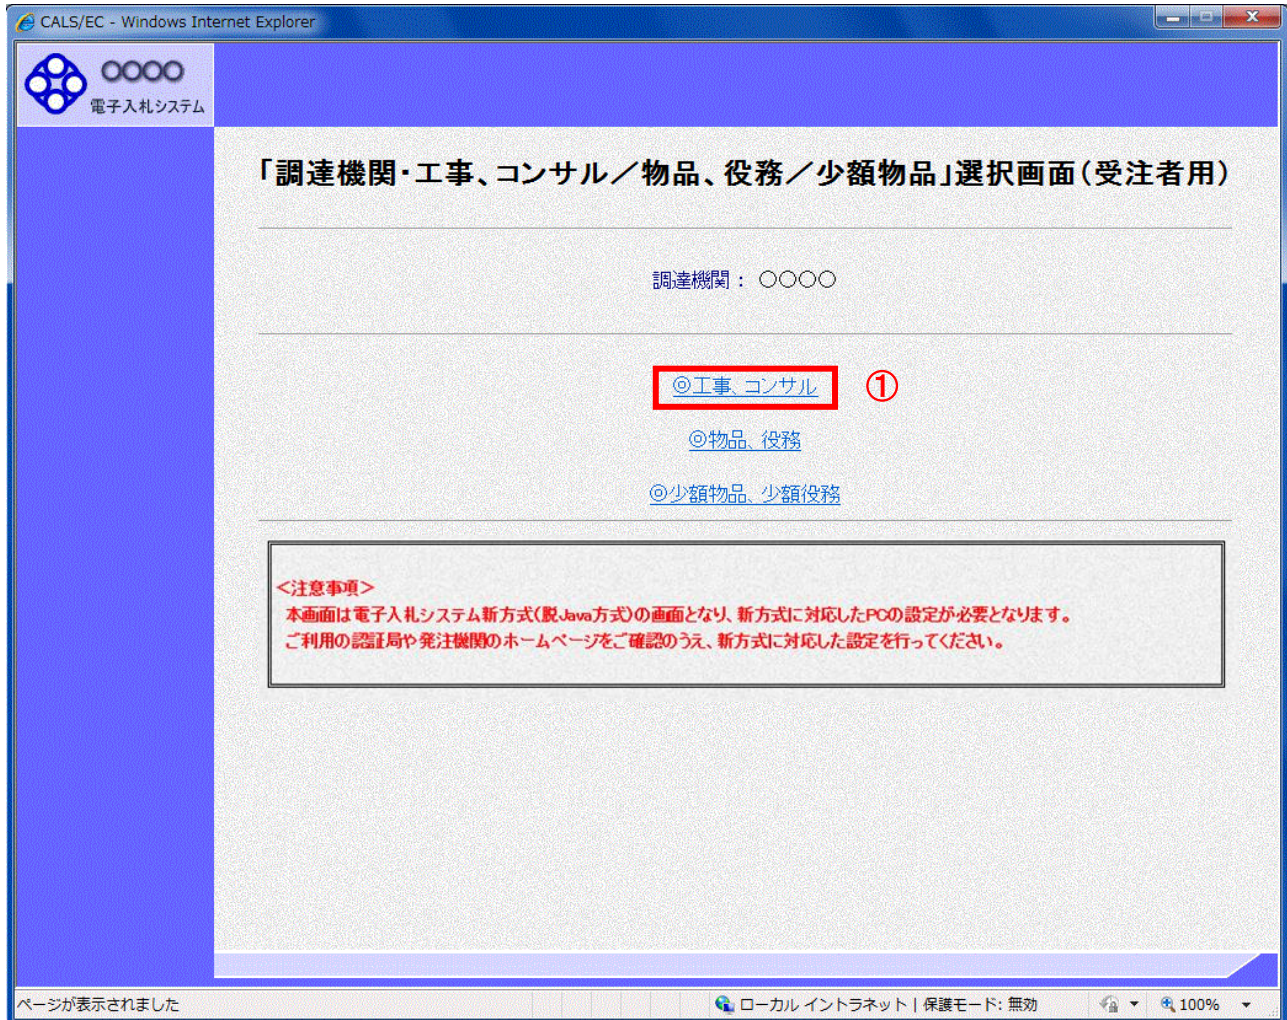 CALS/EC - Windows Internet Explorer
○○○○
電子入札システム
「調達機関・工事、コンサル／物品、役務／少額物品」選択画面(受注者用)
調達機関： ○○○○
◎工事、コンサル ①
◎物品、役務
◎少額物品、少額役務
<注意事項>
本画面は電子入札システム新方式(脱Java方式)の画面となり、新方式に対応したPCの設定が必要となります。
ご利用の認証局や発注機関のホームページをご確認のうえ、新方式に対応した設定を行ってください。
ページが表示されました ローカル イントラネット | 保護モード: 無効 100%